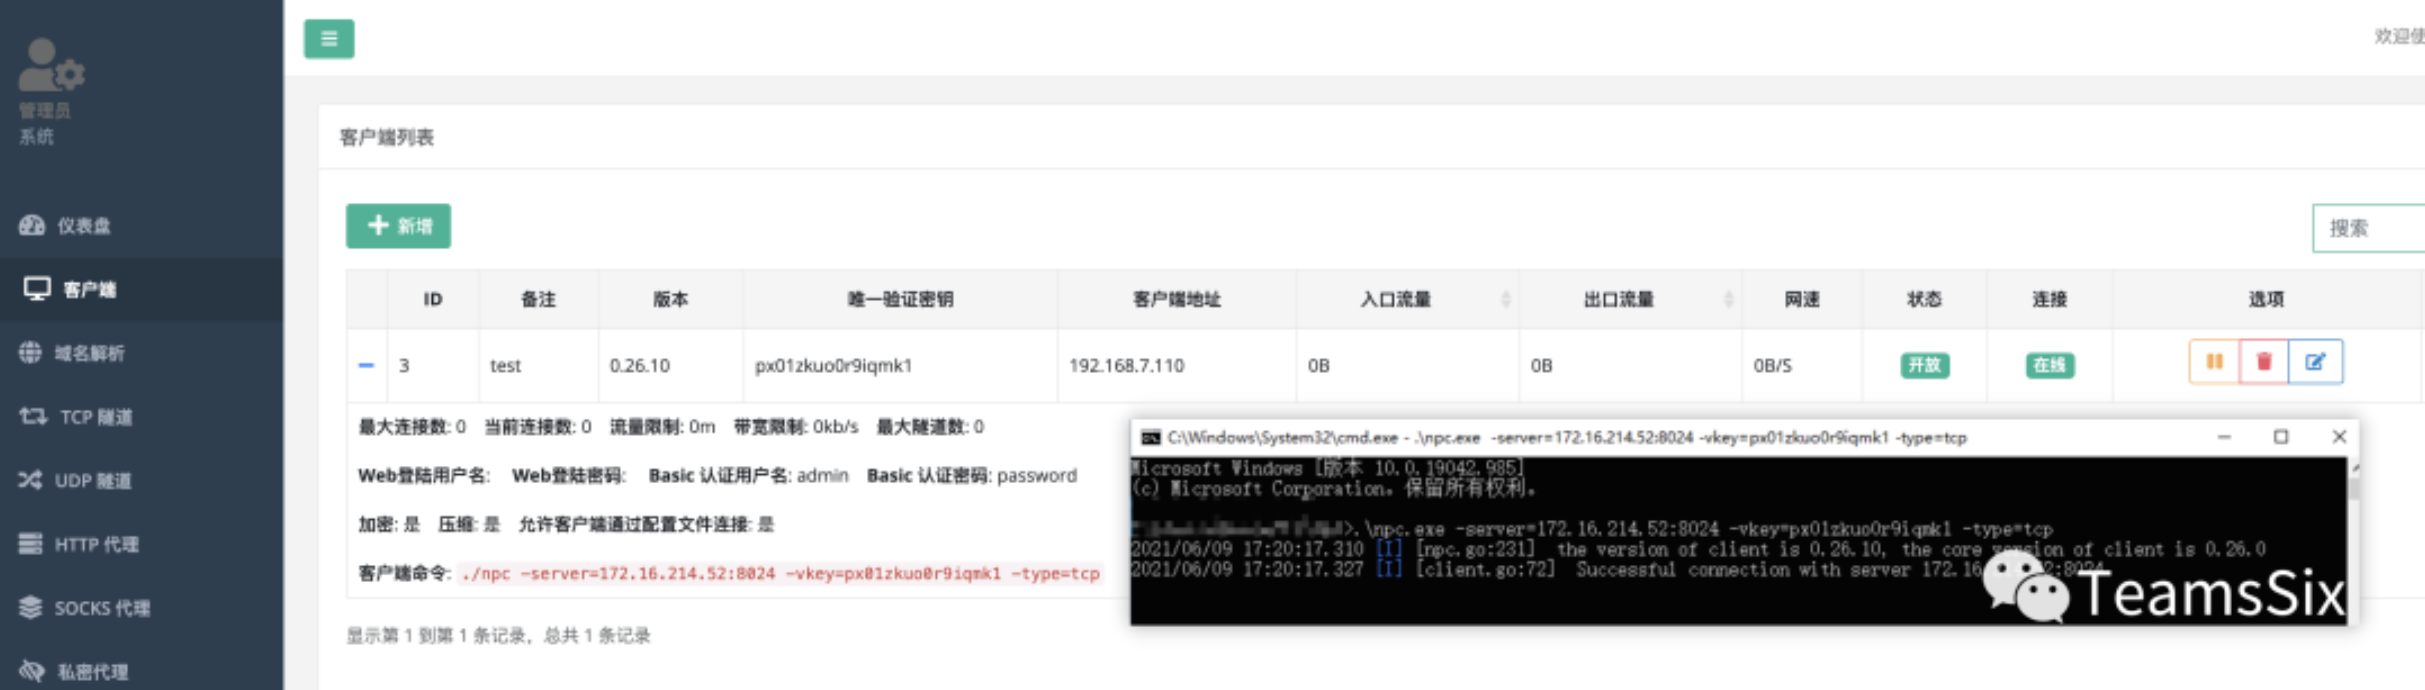 欢迎使
管理员
系统
客户端列表
仪表盘
新增
搜索
客户端
ID 备注 版本 唯一验证密钥 客户端地址 入口流量 出口流量 网速 状态 连接 选项
域名解析
3 test 0.26.10 px01zkuo0r9iqmk1 192.168.7.110 0B 0B 0B/S 开放 在线
TCP 隧道
最大连接数: 0 当前连接数: 0 流量限制: 0m 带宽限制: 0kb/s 最大隧道数: 0
UDP 隧道
Web登陆用户名: Web登陆密码: Basic 认证用户名: admin Basic 认证密码: password
HTTP 代理
加密: 是 压缩: 是 允许客户端通过配置文件连接: 是
客户端命令: ./npc -server=172.16.214.52:8024 -vkey=px01zkuo0r9iqmk1 -type=tcp
SOCKS 代理
显示第 1 到第 1 条记录，总共 1 条记录
私密代理
C:\Windows\System32\cmd.exe - .\npc.exe -server=172.16.214.52:8024 -vkey=px01zkuo0r9iqmk1 -type=tcp
Microsoft Windows [版本 10.0.19042.985]
(c) Microsoft Corporation。保留所有权利。
>.\npc.exe -server=172.16.214.52:8024 -vkey=px01zkuo0r9iqmk1 -type=tcp
2021/06/09 17:20:17.310 [I] [npc.go:231] the version of client is 0.26.10, the core version of client is 0.26.0
2021/06/09 17:20:17.327 [I] [client.go:72] Successful connection with server 172.16 2:8024
TeamsSix